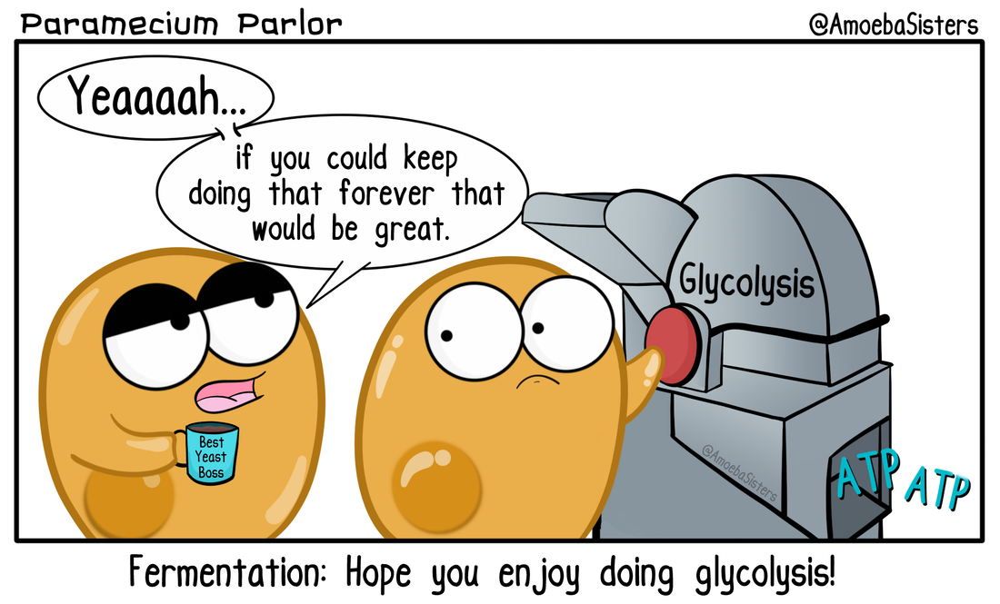 Paramecium Parlor
@AmoebaSisters
Yeaaaah...
if you could keep
doing that forever that
would be great.
Glycolysis
Best
Yeast
Boss
@AmoebaSisters
ATP
ATP
Fermentation: Hope you enjoy doing glycolysis!